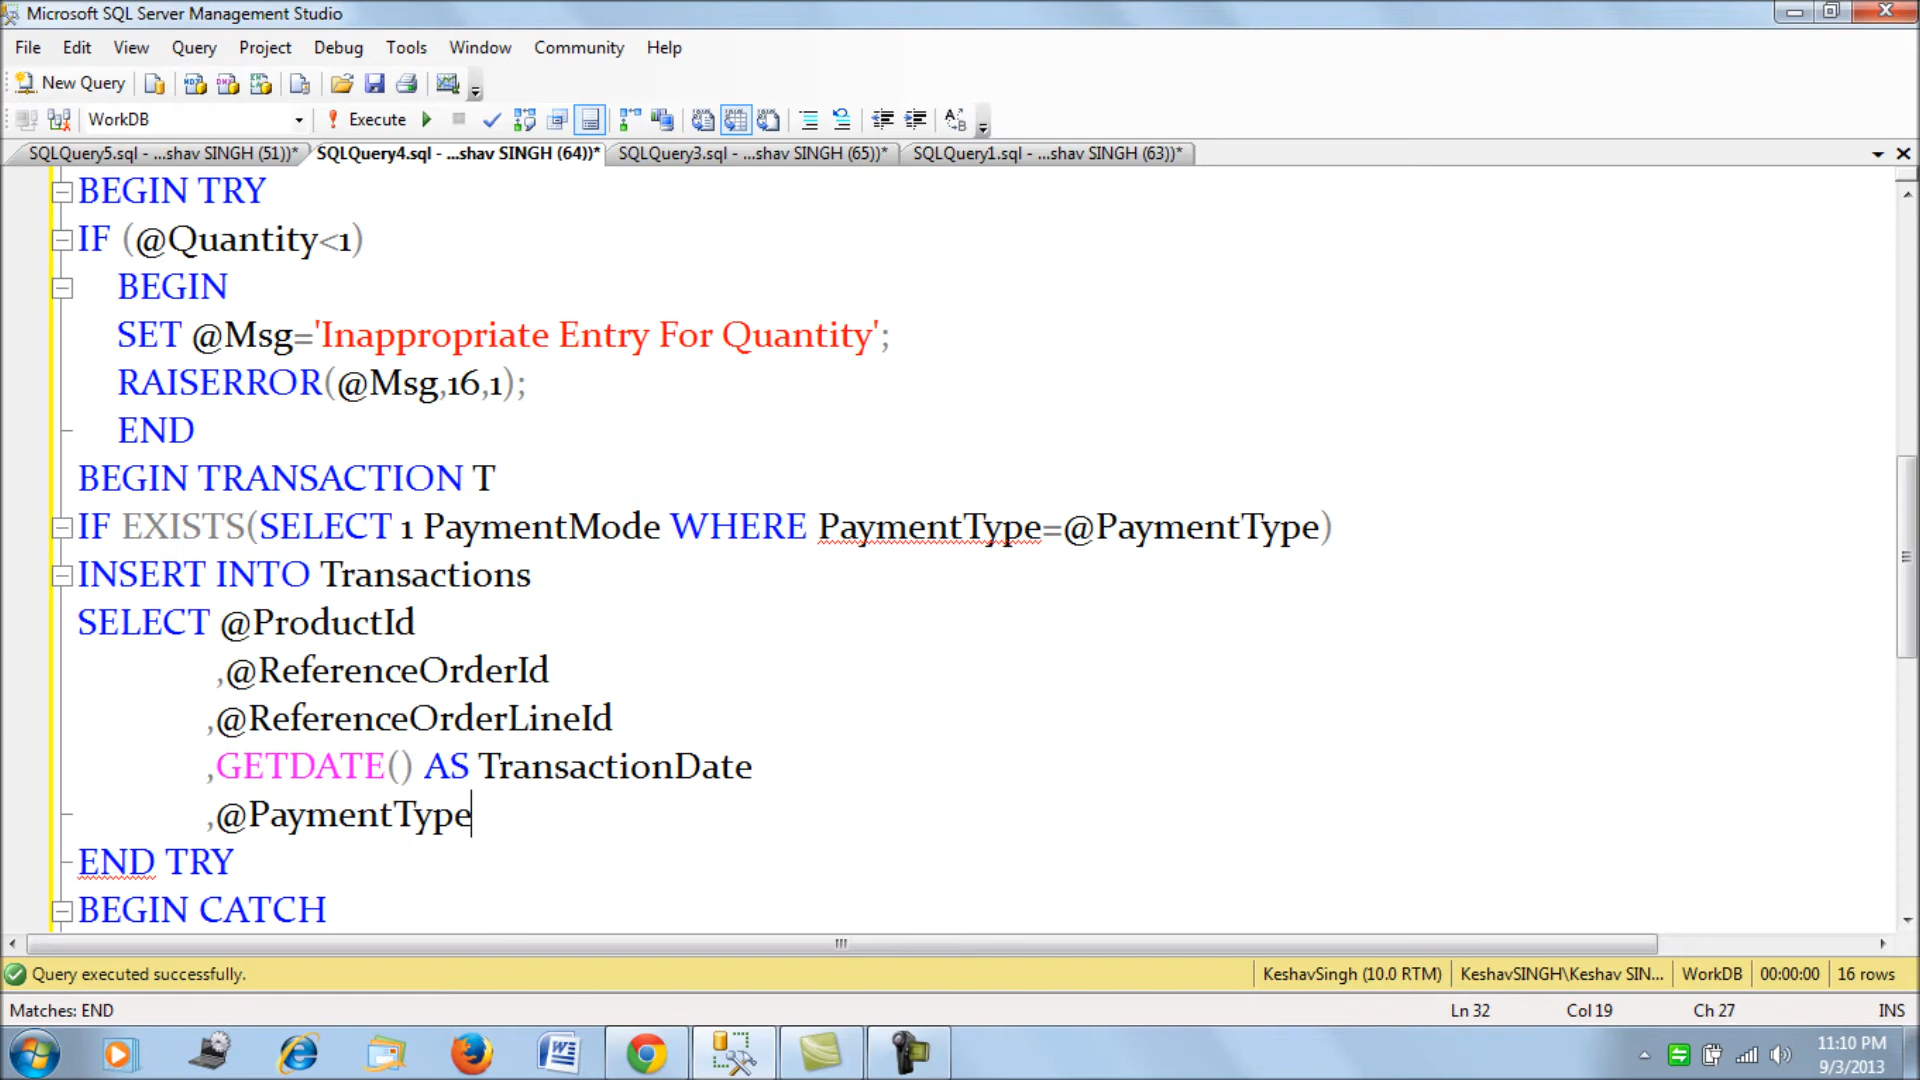 Microsoft SQL Server Management Studio
File Edit View Query Project Debug Tools Window Community Help
New Query
WorkDB Execute
SQLQuery5.sql - ...shav SINGH (51))* SQLQuery4.sql - ...shav SINGH (64))* SQLQuery3.sql - ...shav SINGH (65))* SQLQuery1.sql - ...shav SINGH (63))*
BEGIN TRY
IF (@Quantity<1)
BEGIN
SET @Msg='Inappropriate Entry For Quantity';
RAISERROR(@Msg,16,1);
END
BEGIN TRANSACTION T
IF EXISTS(SELECT 1 PaymentMode WHERE PaymentType=@PaymentType)
INSERT INTO Transactions
SELECT @ProductId
,@ReferenceOrderId
,@ReferenceOrderLineId
,GETDATE() AS TransactionDate
,@PaymentType
END TRY
BEGIN CATCH
Query executed successfully. KeshavSingh (10.0 RTM) KeshavSINGH\Keshav SIN... WorkDB 00:00:00 16 rows
Matches: END Ln 32 Col 19 Ch 27 INS
11:10 PM
9/3/2013